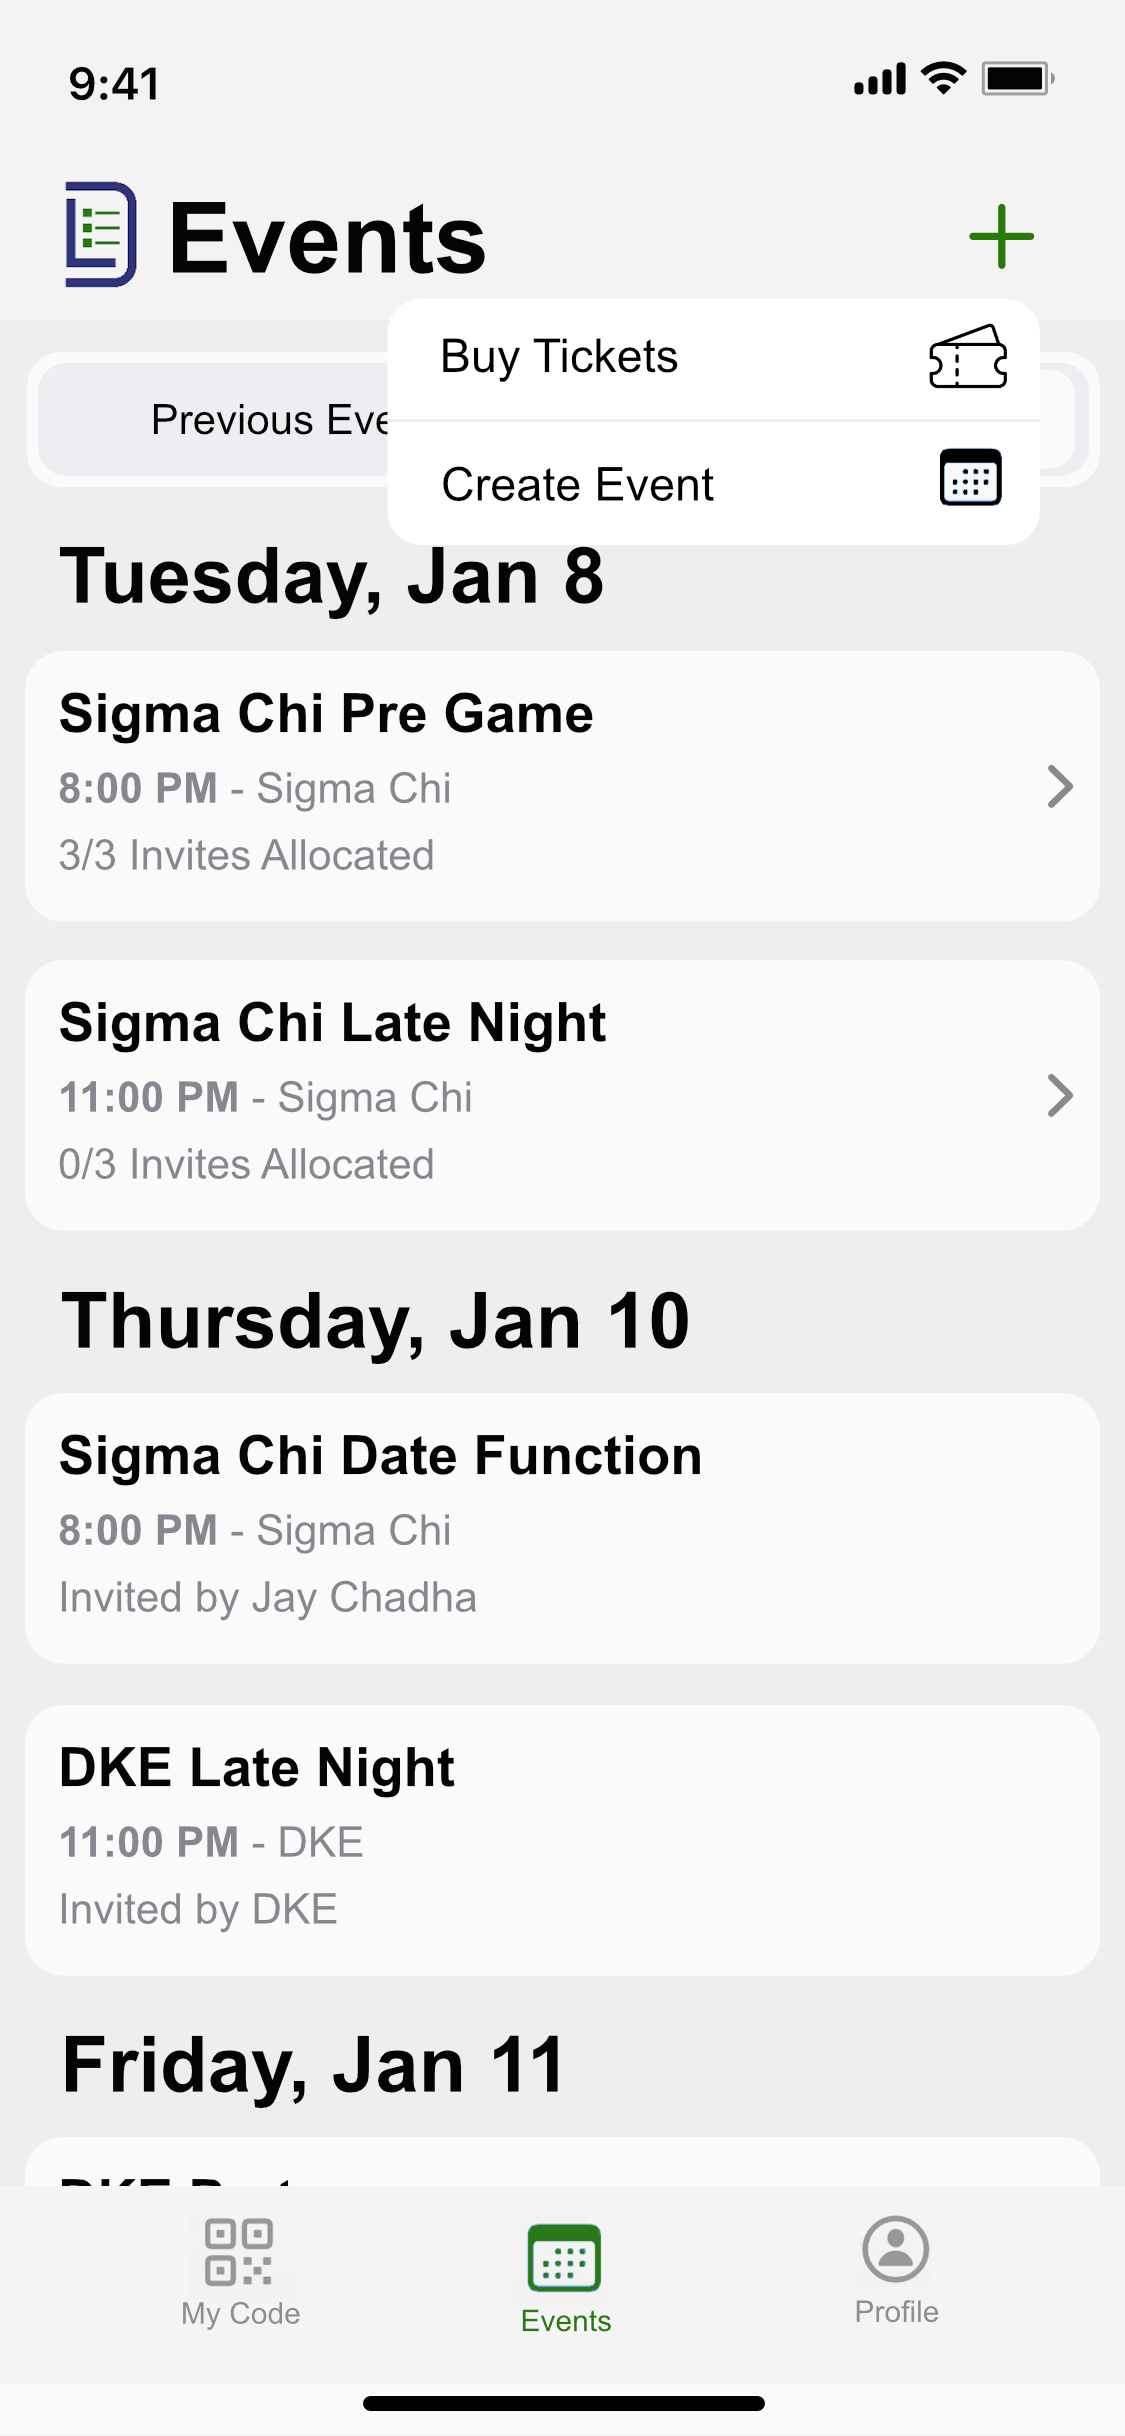 9:41
Events
Buy Tickets
Previous
Create Event
Tuesday, Jan 8
Sigma Chi Pre Game
8:00 PM - Sigma Chi
3/3 Invites Allocated
Sigma Chi Late Night
11:00 PM - Sigma Chi
0/3 Invites Allocated
Thursday, Jan 10
Sigma Chi Date Function
8:00 PM - Sigma Chi
Invited by Jay Chadha
DKE Late Night
11:00 PM - DKE
Invited by DKE
Friday, Jan 11
My Code
Events
Profile